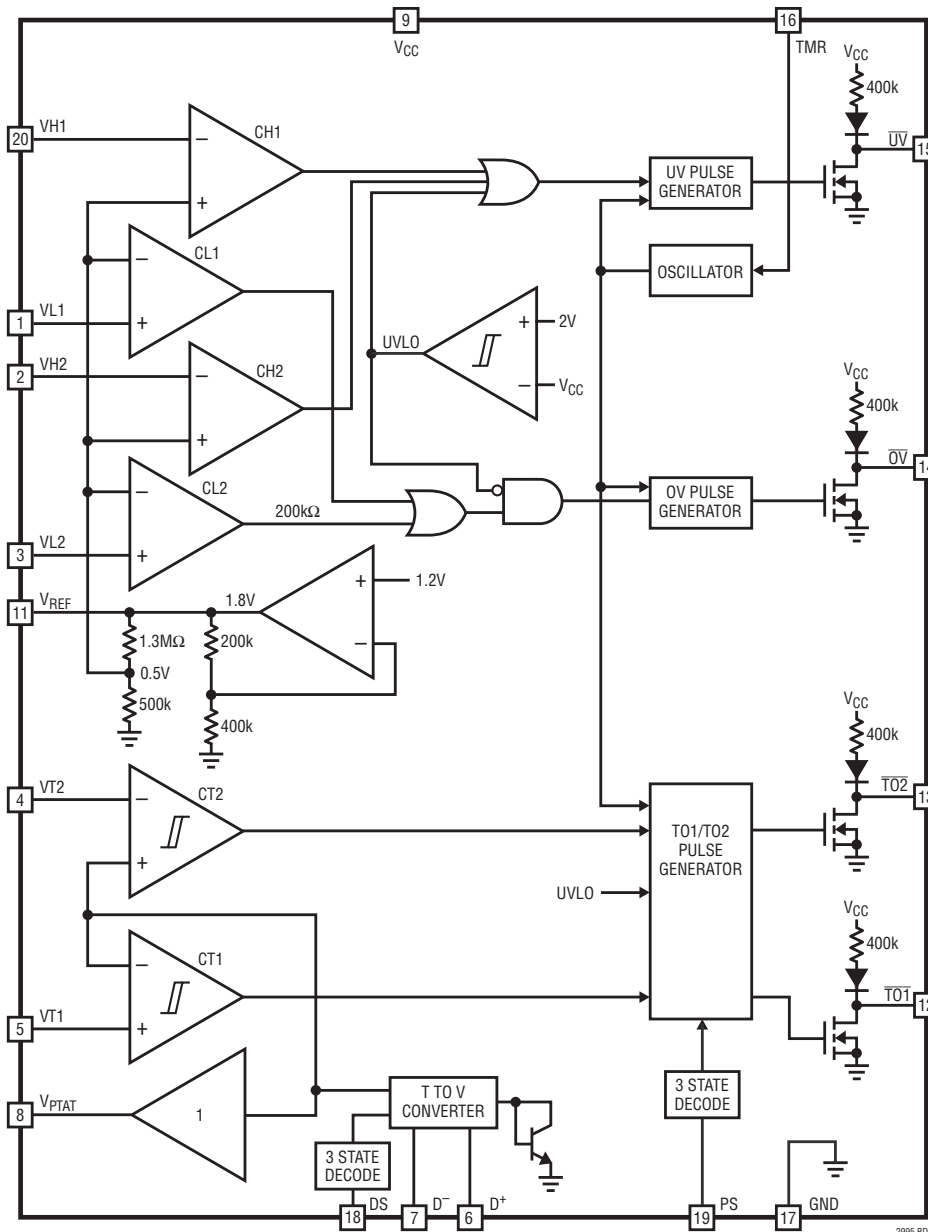 9
VCC
16
TMR
VCC
400k
UV
15
20
VH1
−
+
CH1
UV PULSE
GENERATOR
CL1
−
+
OSCILLATOR
1
VL1
2
VH2
−
+
CH2
UVLO
+
2V
−
VCC
VCC
400k
OV
14
CL2
−
+
200kΩ
OV PULSE
GENERATOR
3
VL2
11
VREF
1.8V
+
1.2V
−
1.3MΩ
200k
0.5V
500k
400k
VCC
400k
TO2
13
4
VT2
−
+
CT2
TO1/TO2
PULSE
GENERATOR
UVLO
VCC
400k
TO1
12
CT1
−
+
5
VT1
8
VPTAT
1
T TO V
CONVERTER
3 STATE
DECODE
3 STATE
DECODE
18
DS
7
D−
6
D+
19
PS
17
GND
2995 BD